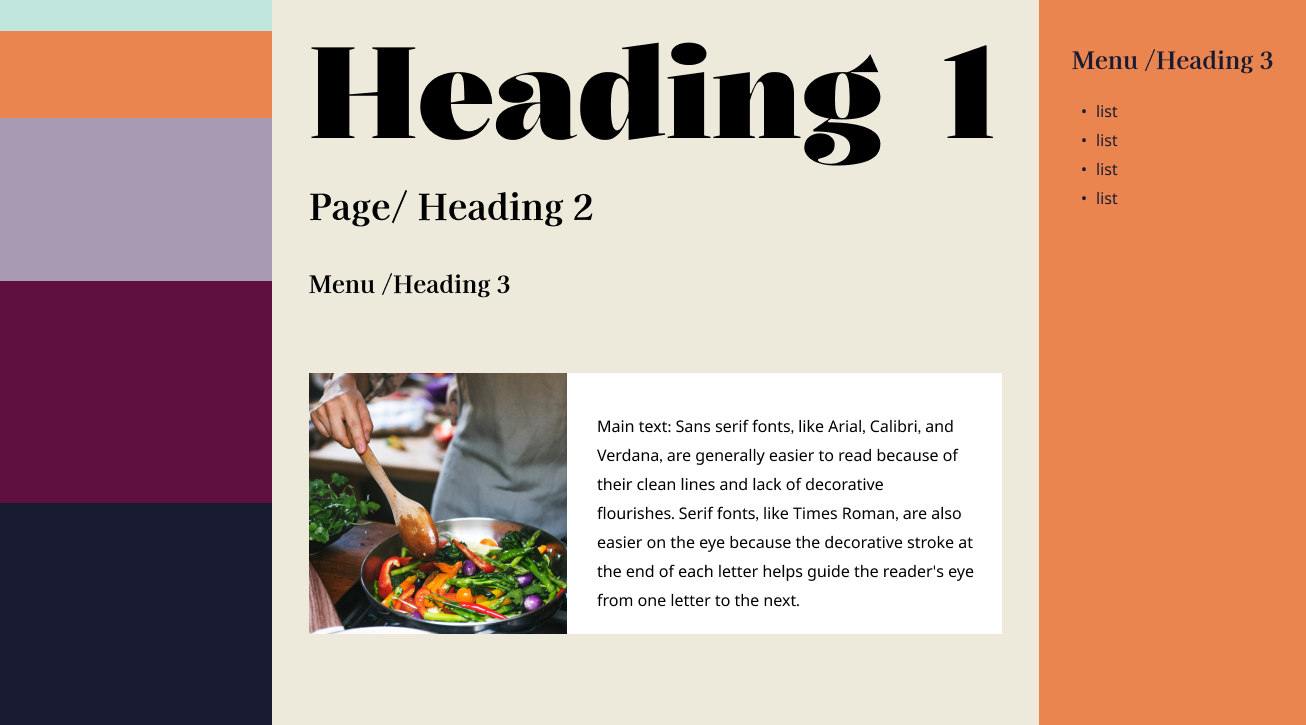 Heading 1
Page/ Heading 2
Menu /Heading 3
Main text: Sans serif fonts, like Arial, Calibri, and
Verdana, are generally easier to read because of
their clean lines and lack of decorative
flourishes. Serif fonts, like Times Roman, are also
easier on the eye because the decorative stroke at
the end of each letter helps guide the reader's eye
from one letter to the next.
Menu /Heading 3
• list
• list
• list
• list